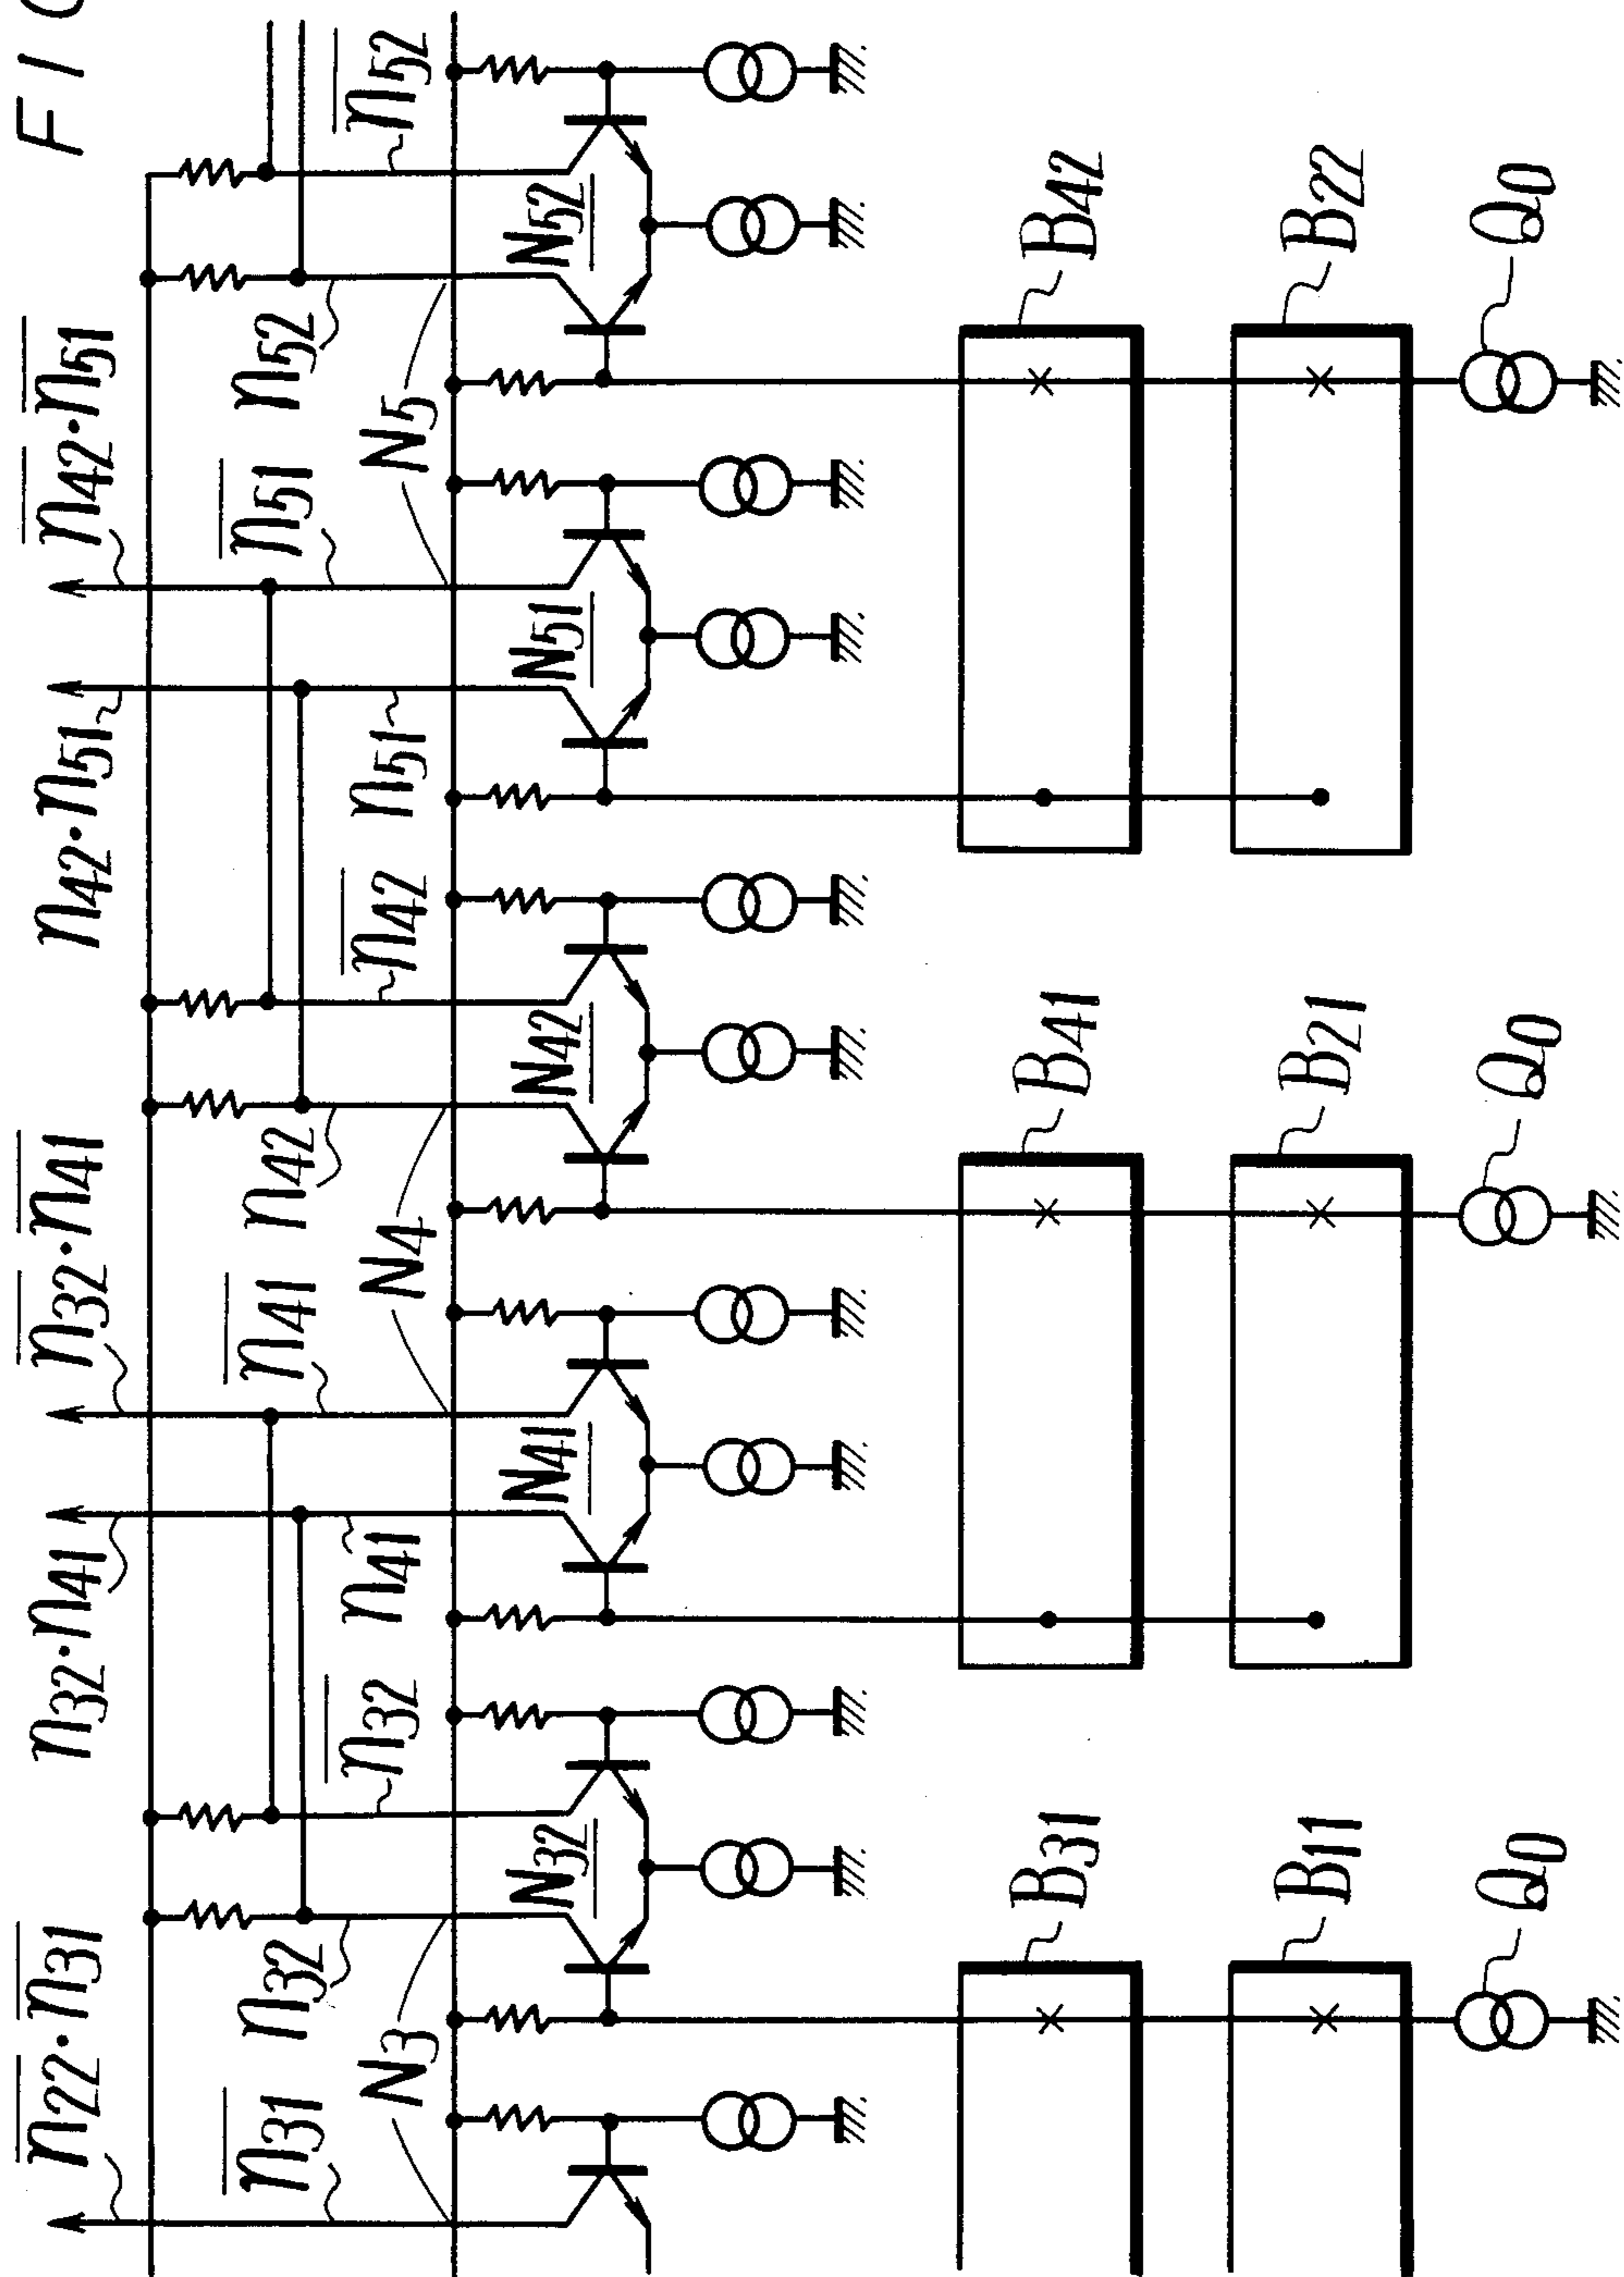 F I
n̅22·n̅31
n32·n41
n̅32·n̅41
n42·n51
n̅42·n̅51
n̅31
n32
n̅41
n42
n̅51
n52
N3
n̅32
n41
N4
n̅42
n51
N5
n̅52
N32
N41
N42
N51
N52
B31
B41
B42
B11
B21
B22
Q0
Q0
Q0